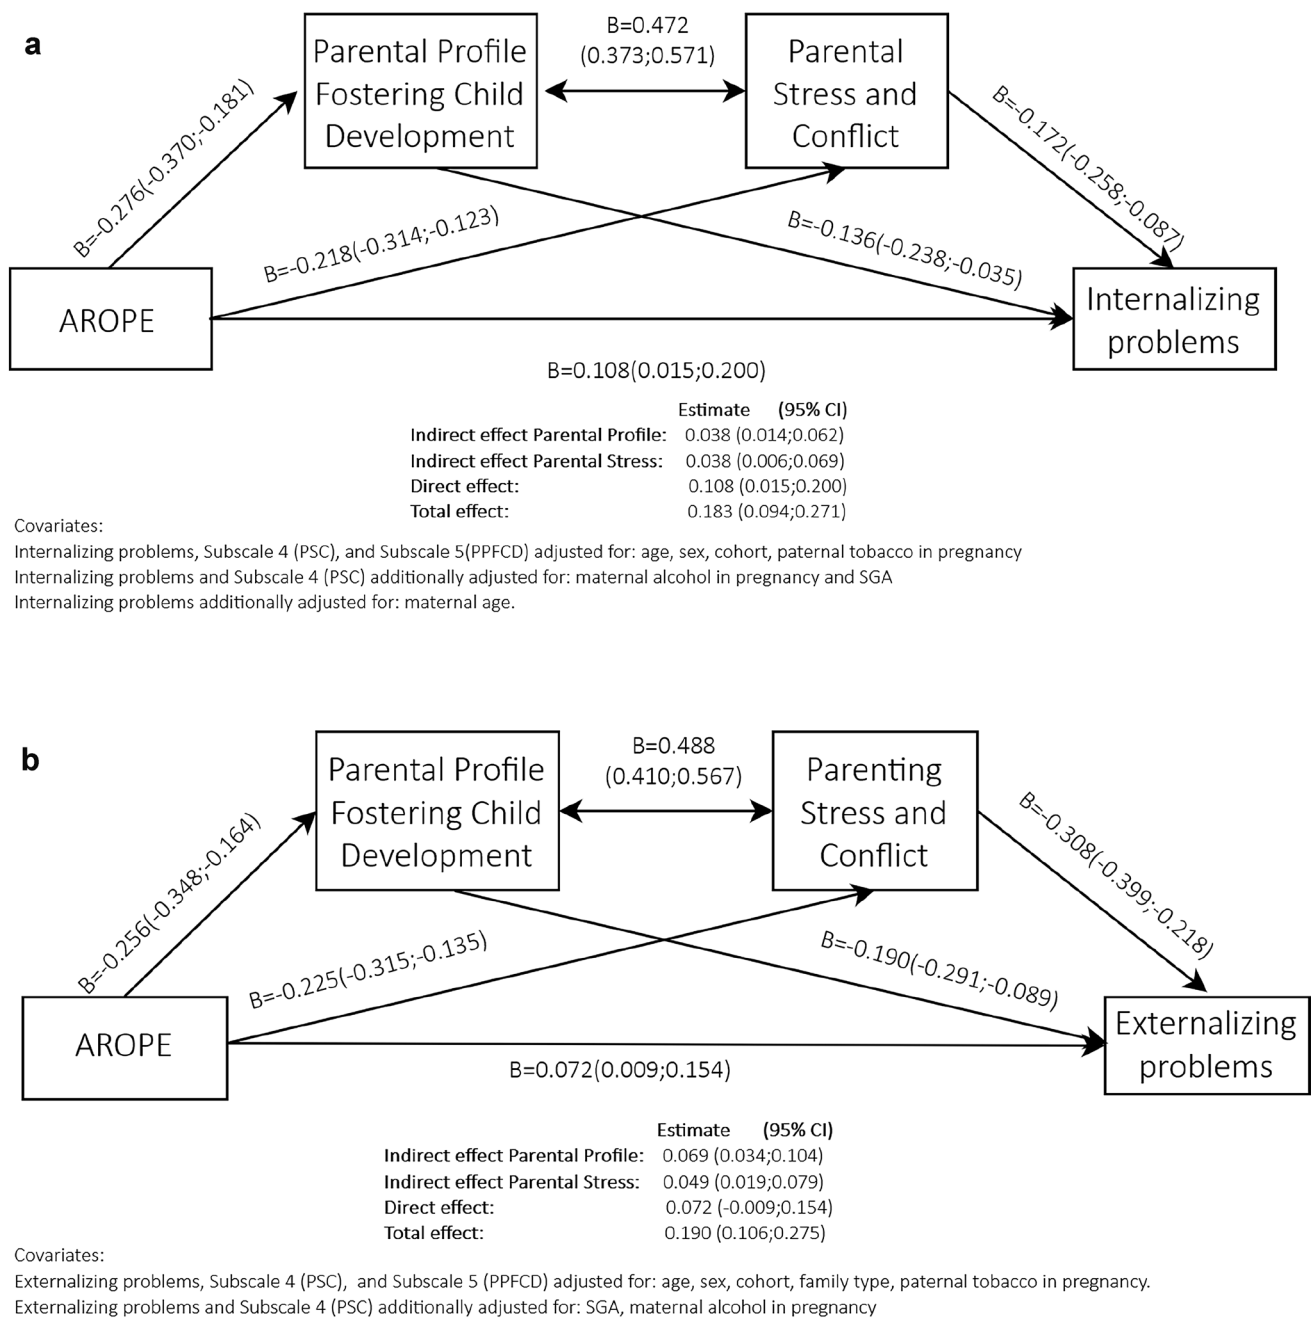 a
Parental Profile
Fostering Child
Development
B=0.472
(0.373;0.571)
Parental
Stress and
Conflict
B=-0.276(-0.370;-0.181)
B=-0.218(-0.314;-0.123)
B=-0.136(-0.238;-0.035)
B=-0.172(-0.258;-0.087)
AROPE
Internalizing
problems
B=0.108(0.015;0.200)
Estimate (95% CI)
Indirect effect Parental Profile: 0.038 (0.014;0.062)
Indirect effect Parental Stress: 0.038 (0.006;0.069)
Direct effect: 0.108 (0.015;0.200)
Total effect: 0.183 (0.094;0.271)
Covariates:
Internalizing problems, Subscale 4 (PSC), and Subscale 5(PPFCD) adjusted for: age, sex, cohort, paternal tobacco in pregnancy
Internalizing problems and Subscale 4 (PSC) additionally adjusted for: maternal alcohol in pregnancy and SGA
Internalizing problems additionally adjusted for: maternal age.
b
Parental Profile
Fostering Child
Development
B=0.488
(0.410;0.567)
Parenting
Stress and
Conflict
B=-0.256(-0.348;-0.164)
B=-0.225(-0.315;-0.135)
B=-0.190(-0.291;-0.089)
B=-0.308(-0.399;-0.218)
AROPE
Externalizing
problems
B=0.072(0.009;0.154)
Estimate (95% CI)
Indirect effect Parental Profile: 0.069 (0.034;0.104)
Indirect effect Parental Stress: 0.049 (0.019;0.079)
Direct effect: 0.072 (-0.009;0.154)
Total effect: 0.190 (0.106;0.275)
Covariates:
Externalizing problems, Subscale 4 (PSC), and Subscale 5 (PPFCD) adjusted for: age, sex, cohort, family type, paternal tobacco in pregnancy.
Externalizing problems and Subscale 4 (PSC) additionally adjusted for: SGA, maternal alcohol in pregnancy